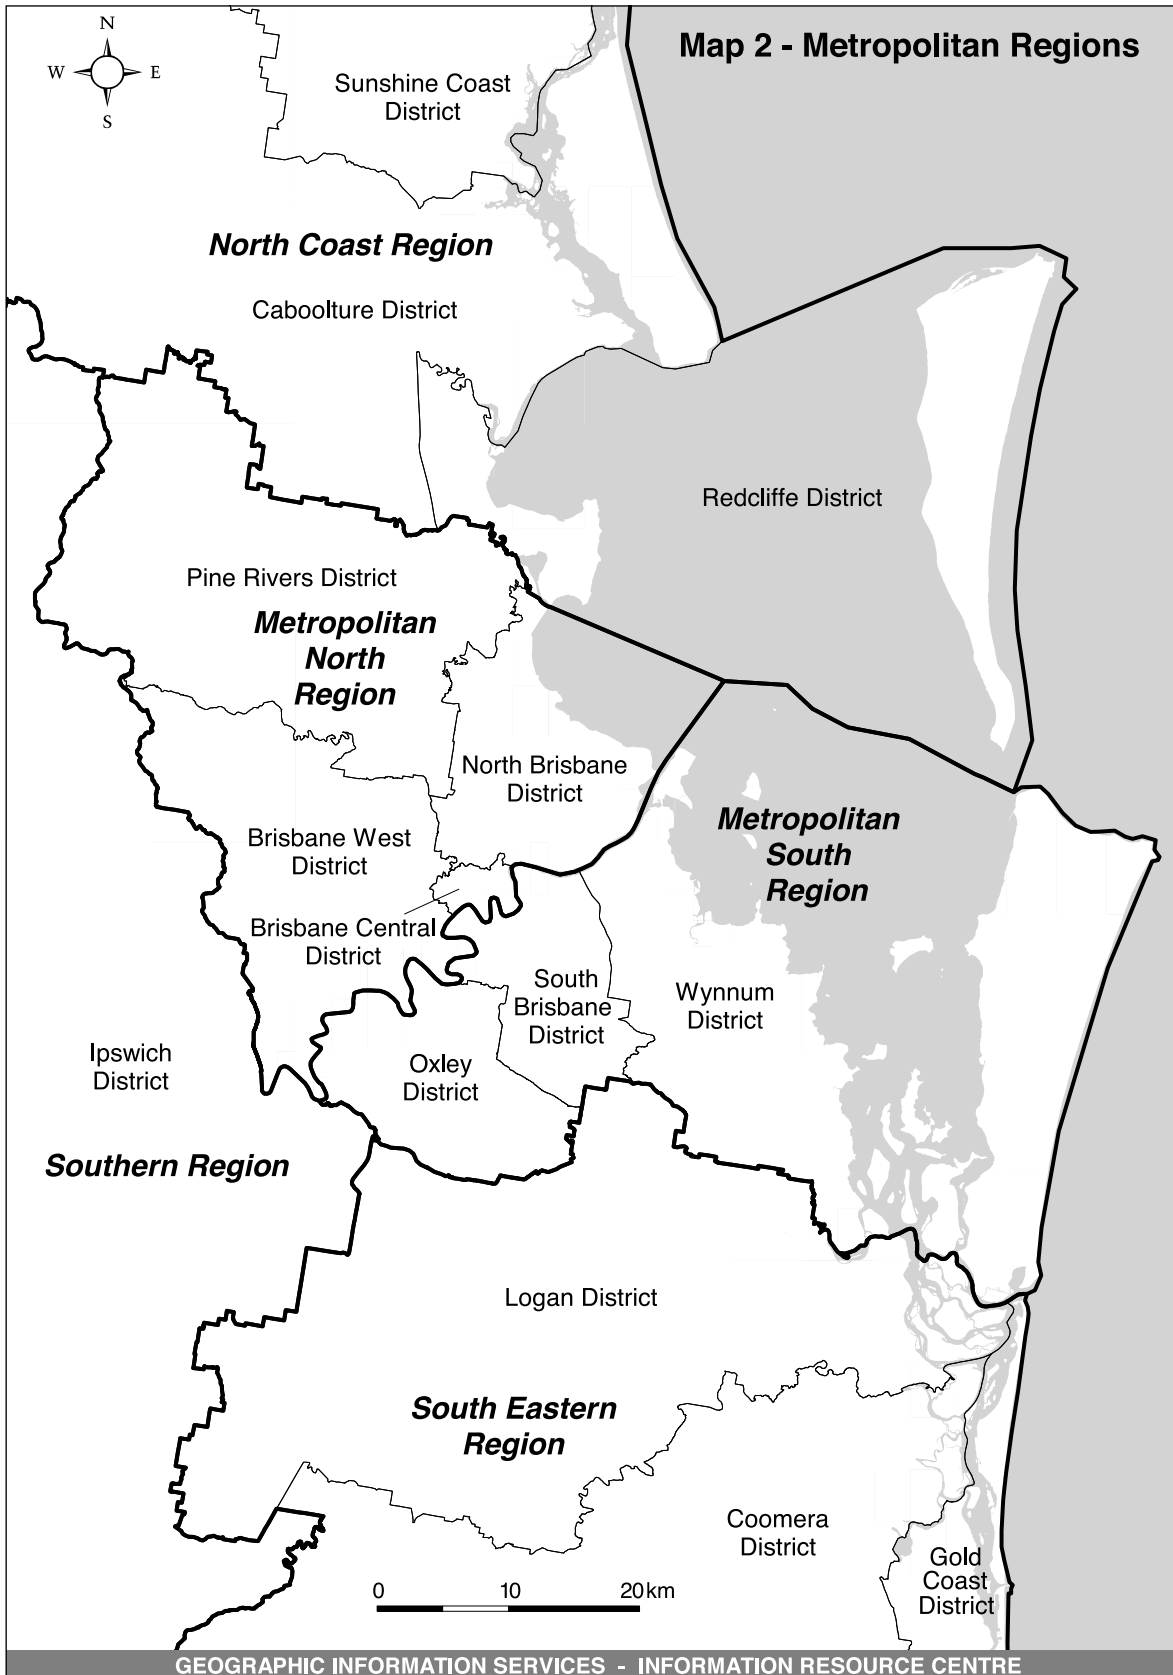 Map 2 - Metropolitan Regions
N
W E
S
Sunshine Coast
District
North Coast Region
Caboolture District
Redcliffe District
Pine Rivers District
Metropolitan
North
Region
North Brisbane
District
Metropolitan
South
Region
Brisbane West
District
Brisbane Central
District
South
Brisbane
District
Wynnum
District
Ipswich
District
Oxley
District
Southern Region
Logan District
South Eastern
Region
Coomera
District
Gold
Coast
District
0 10 20km
GEOGRAPHIC INFORMATION SERVICES - INFORMATION RESOURCE CENTRE